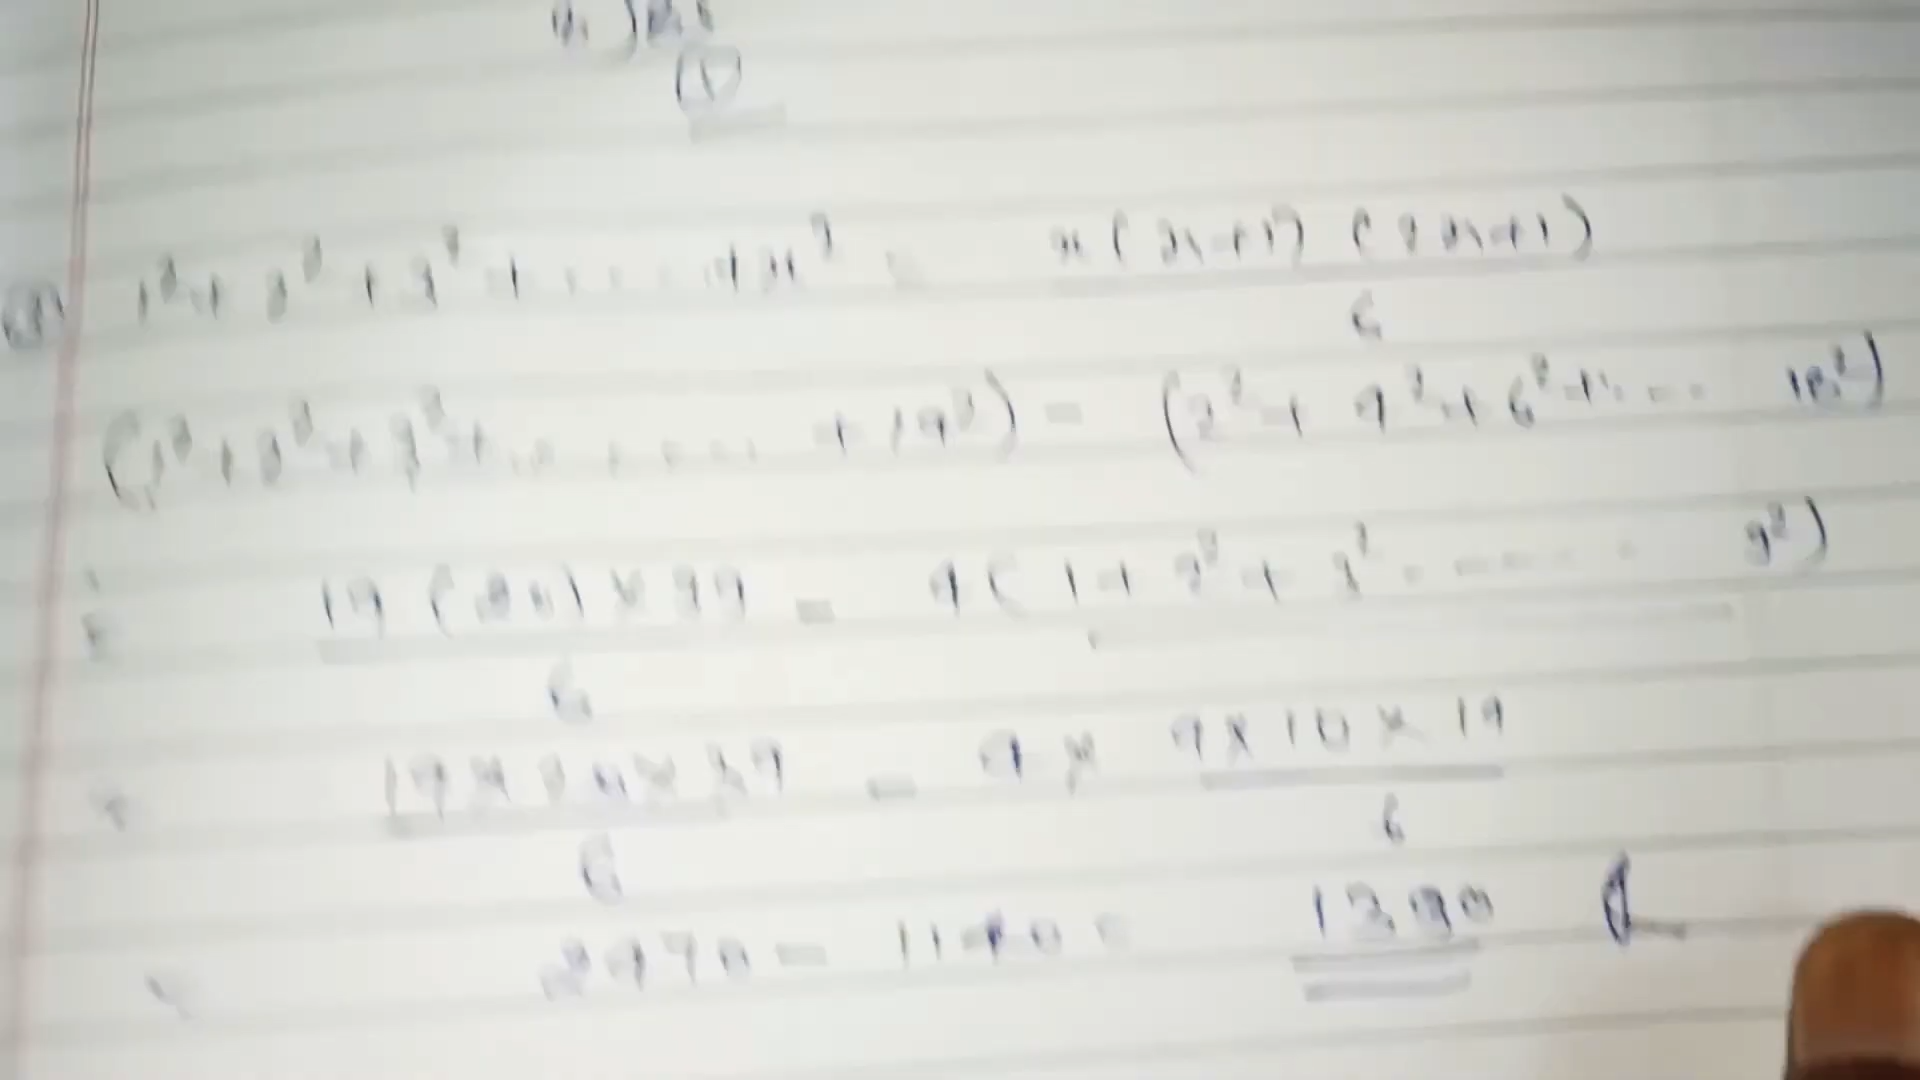 1² + 2² + 3² + .... + n² = n(n+1)(2n+1) / 6
(1² + 2² + 3² + ........ + 19²) - (2² + 4² + 6² + .... 18²)
= 19(20) × 39 / 6 - 4(1 + 2² + 3² ...... 9²)
= 19 × 20 × 39 / 6 - 4 × 9 × 10 × 19 / 6
= 2470 - 1140 = 1330